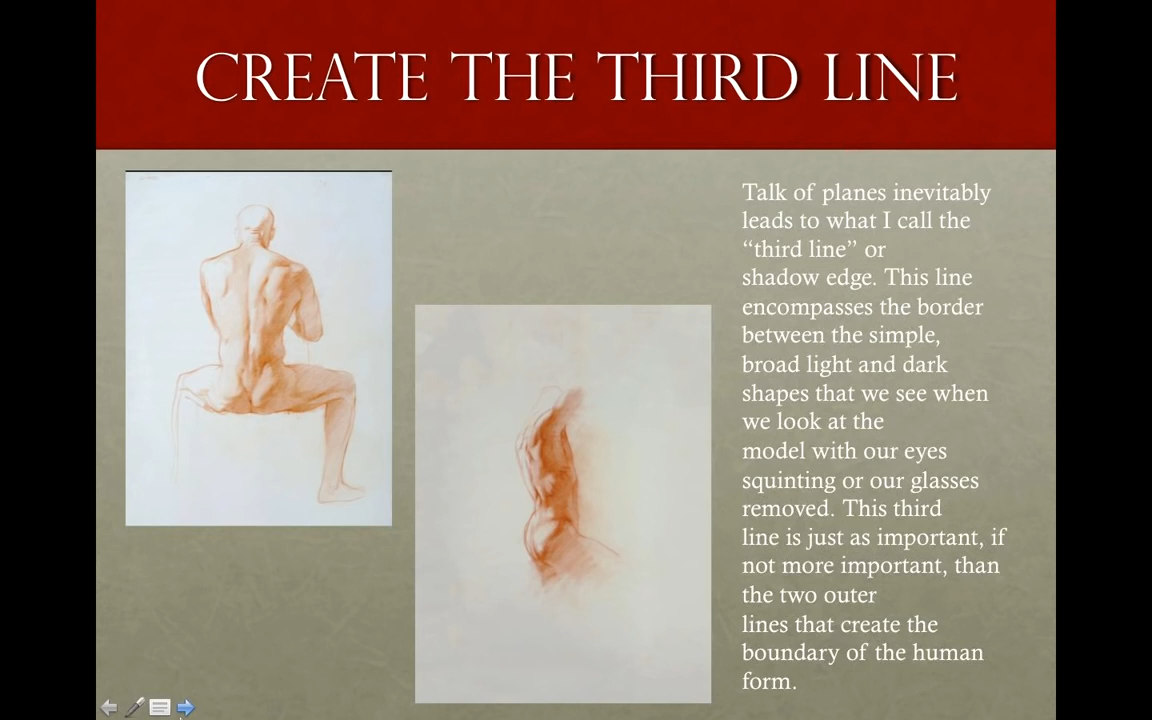 CREATE THE THIRD LINE
Talk of planes inevitably
leads to what I call the
“third line” or
shadow edge. This line
encompasses the border
between the simple,
broad light and dark
shapes that we see when
we look at the
model with our eyes
squinting or our glasses
removed. This third
line is just as important, if
not more important, than
the two outer
lines that create the
boundary of the human
form.